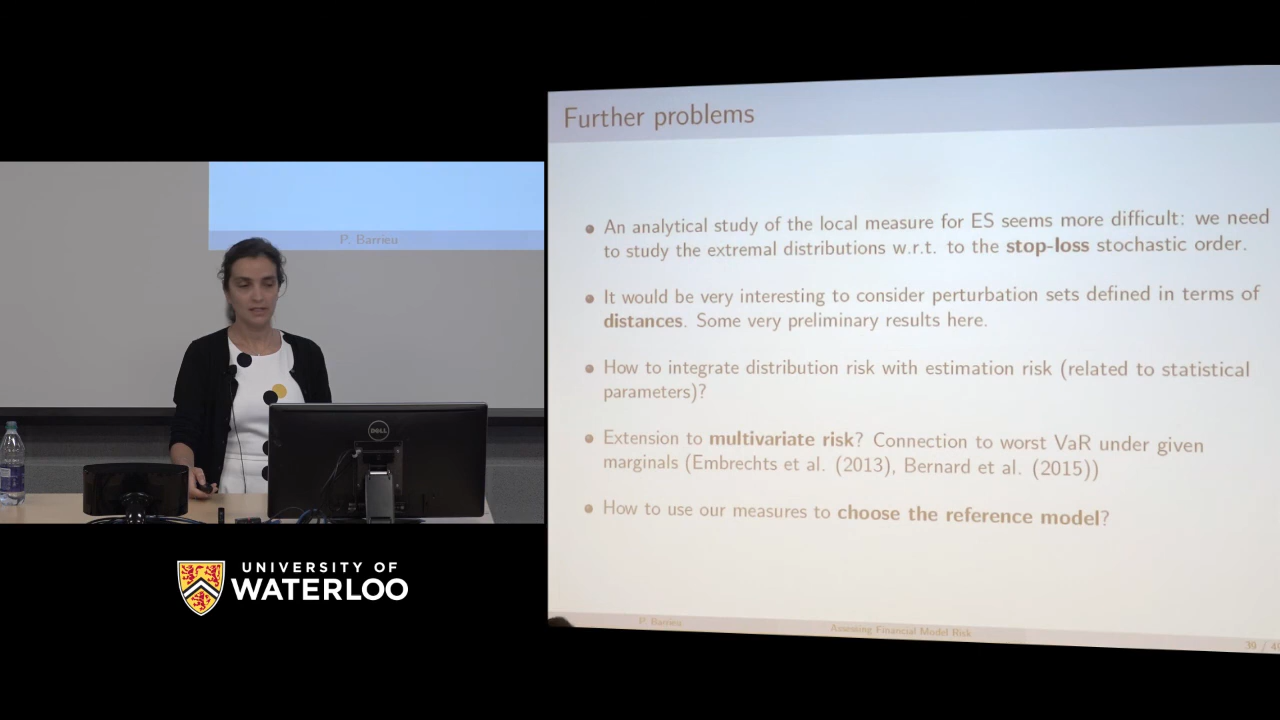 P. Barrieu
DELL
UNIVERSITY OF
WATERLOO
Further problems
An analytical study of the local measure for ES seems more difficult: we need
to study the extremal distributions w.r.t. to the stop-loss stochastic order.
It would be very interesting to consider perturbation sets defined in terms of
distances. Some very preliminary results here.
How to integrate distribution risk with estimation risk (related to statistical
parameters)?
Extension to multivariate risk? Connection to worst VaR under given
marginals (Embrechts et al. (2013), Bernard et al. (2015))
How to use our measures to choose the reference model?
P. Barrieu
Assessing Financial Model Risk
39 /